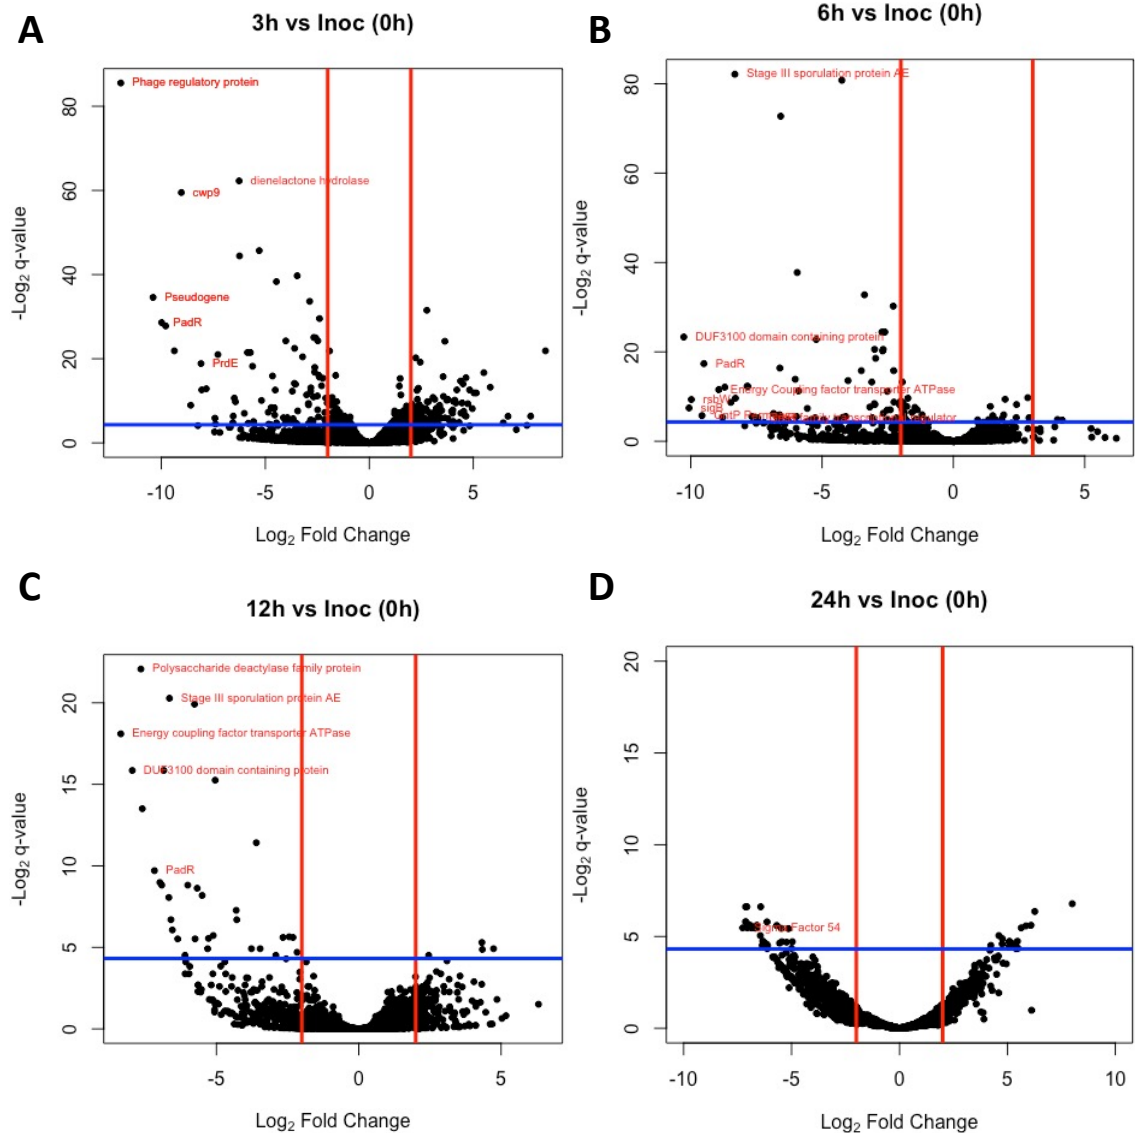 A
3h vs Inoc (0h)
Phage regulatory protein
dienelactone hydrolase
cwp9
Pseudogene
PadR
PrdE
80
60
40
20
0
-10 -5 0 5
-Log2 q-value
Log2 Fold Change
B
6h vs Inoc (0h)
Stage III sporulation protein AE
DUF3100 domain containing protein
PadR
Energy Coupling factor transporter ATPase
rsbW
sigB
80
60
40
20
0
-10 -5 0 5
-Log2 q-value
Log2 Fold Change
C
12h vs Inoc (0h)
Polysaccharide deactylase family protein
Stage III sporulation protein AE
Energy coupling factor transporter ATPase
DUF3100 domain containing protein
PadR
20
15
10
5
0
-5 0 5
-Log2 q-value
Log2 Fold Change
D
24h vs Inoc (0h)
Sigma Factor 54
20
15
10
5
0
-10 -5 0 5 10
-Log2 q-value
Log2 Fold Change